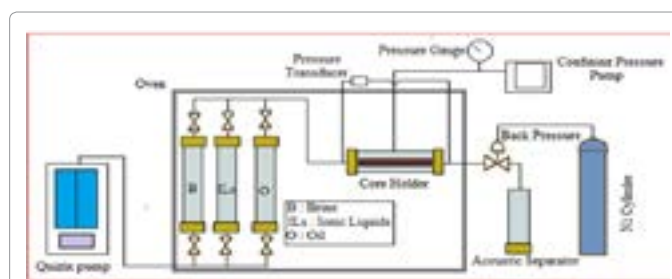 Pressure Gauge
Pressure
Transducer
Confining Pressure
Pump
Oven
Back Pressure
B
ILs
O
Core Holder
B : Brine
ILs : Ionic Liquids
O : Oil
N2 Cylinder
Quizix pump
Acoustic Separator